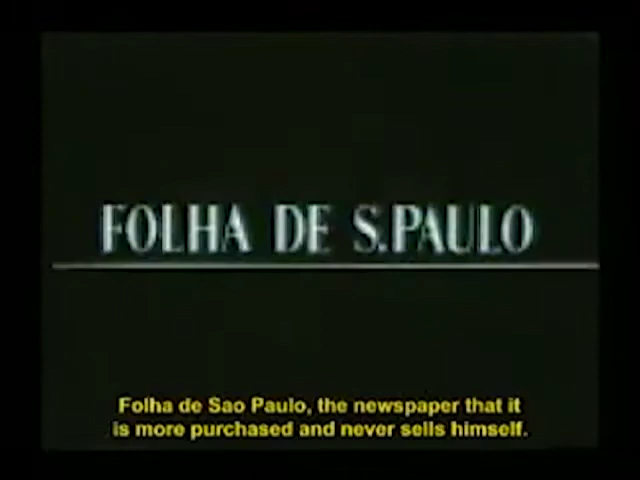 FOLHA DE S.PAULO
Folha de Sao Paulo, the newspaper that it
is more purchased and never sells himself.